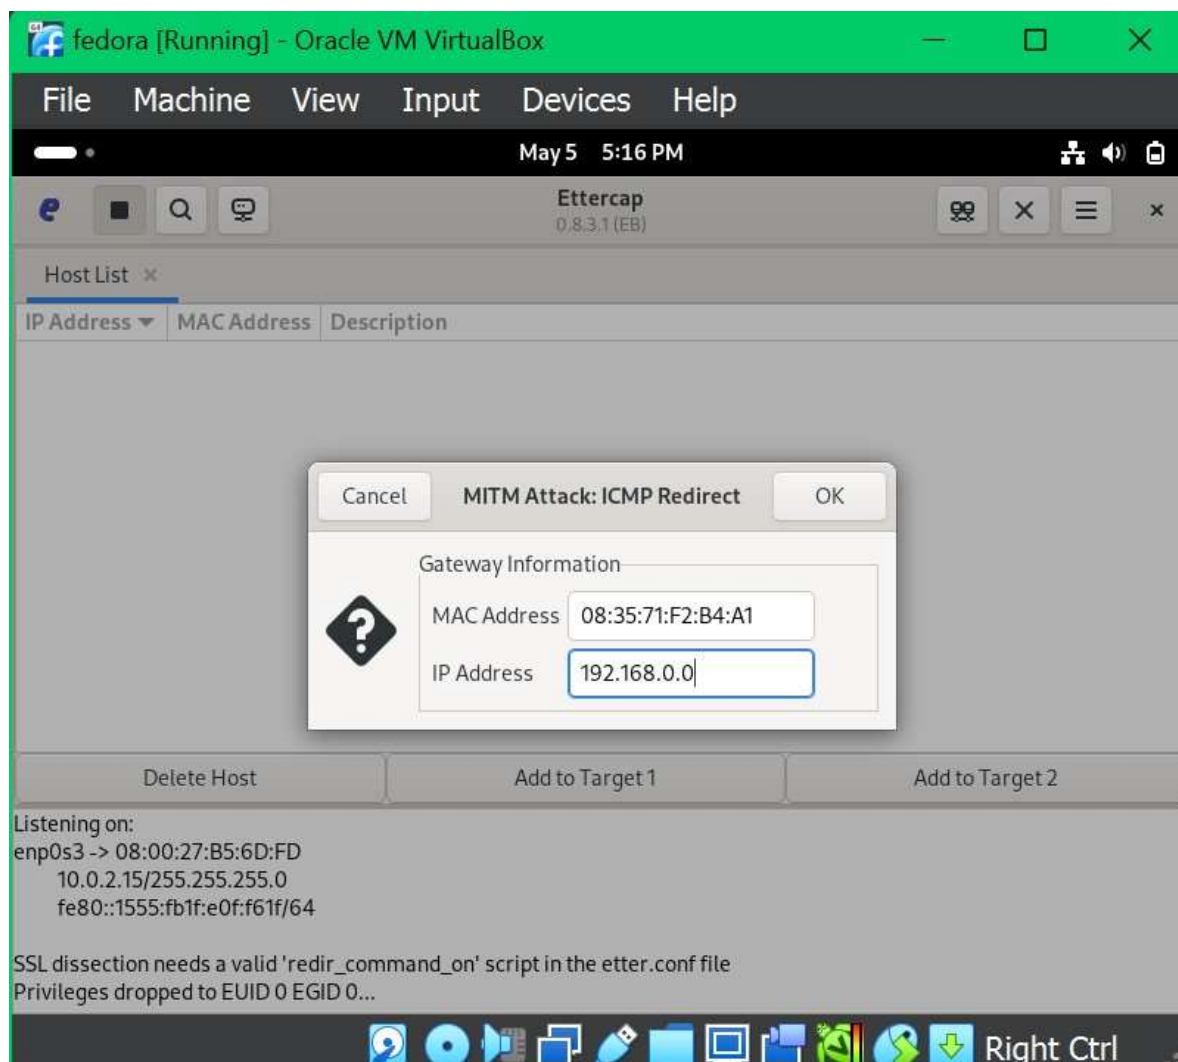 64
fedora [Running] - Oracle VM VirtualBox
File Machine View Input Devices Help
May 5 5:16 PM
e Ettercap
0.8.3.1 (EB)
Host List
IP Address MAC Address Description
Cancel MITM Attack: ICMP Redirect OK
Gateway Information
MAC Address 08:35:71:F2:B4:A1
IP Address 192.168.0.0
Delete Host Add to Target 1 Add to Target 2
Listening on:
enp0s3 -> 08:00:27:B5:6D:FD
10.0.2.15/255.255.255.0
fe80::1555:fb1f:e0f:f61f/64
SSL dissection needs a valid 'redir_command_on' script in the etter.conf file
Privileges dropped to EUID 0 EGID 0...
Right Ctrl